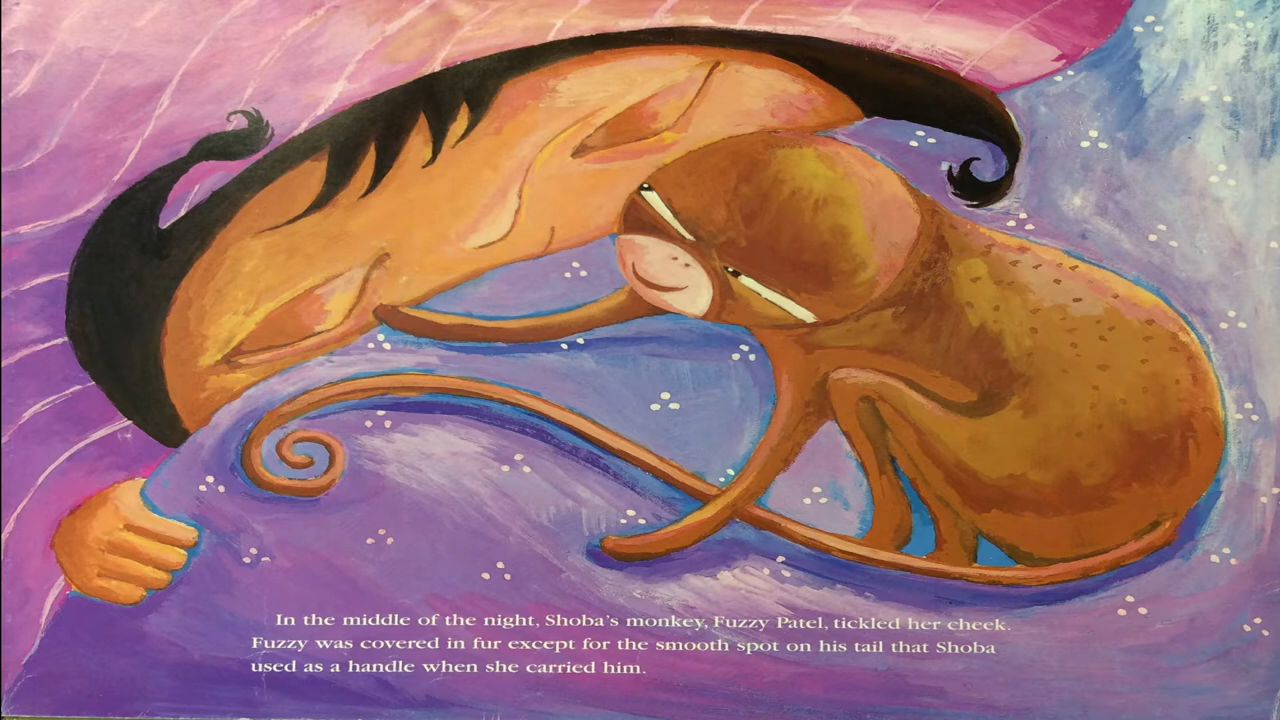 In the middle of the night, Shoba's monkey, Fuzzy Patel, tickled her cheek.
Fuzzy was covered in fur except for the smooth spot on his tail that Shoba
used as a handle when she carried him.